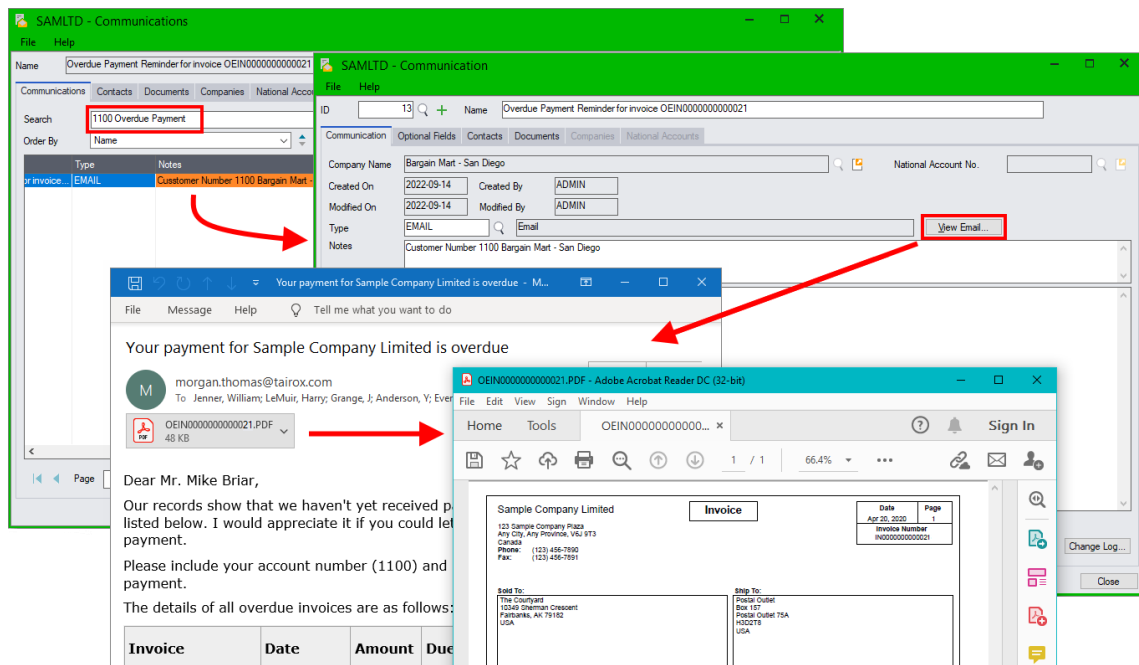 SAMLTD - Communications
File Help
Name Overdue Payment Reminder for invoice OEIN0000000000021
Communications Contacts Documents Companies National Accou
Search 1100 Overdue Payment
Order By Name
Type Notes
or invoice... EMAIL Cusstomer Number 1100 Bargain Mart -
Page
SAMLTD - Communication
File Help
ID 13 Name Overdue Payment Reminder for invoice OEIN0000000000021
Communication Optional Fields Contacts Documents Companies National Accounts
Company Name Bargain Mart - San Diego National Account No.
Created On 2022-09-14 Created By ADMIN
Modified On 2022-09-14 Modified By ADMIN
Type EMAIL Email View Email...
Notes Customer Number 1100 Bargain Mart - San Diego
Change Log...
Close
Your payment for Sample Company Limited is overdue - M...
File Message Help Tell me what you want to do
Your payment for Sample Company Limited is overdue
M morgan.thomas@tairox.com
To Jenner, William; LeMuir, Harry; Grange, J; Anderson, Y; Ever
PDF OEIN0000000000021.PDF
48 KB
Dear Mr. Mike Briar,
Our records show that we haven't yet received p
listed below. I would appreciate it if you could let
payment.
Please include your account number (1100) and
payment.
The details of all overdue invoices are as follows:
Invoice Date Amount Due
OEIN0000000000021.PDF - Adobe Acrobat Reader DC (32-bit)
File Edit View Sign Window Help
Home Tools OEIN00000000000... × Sign In
1 / 1 66.4%
Sample Company Limited Invoice Date Page
Apr 20, 2020 1
123 Sample Company Plaza
Any City, Any Province, V6J 9T3
Canada
Phone: (123) 456-7890
Fax: (123) 456-7891
Invoice Number
IN0000000000021
Sold To: Ship To:
The Courtyard
10349 Sherman Crescent
Fairbanks, AK 79182
USA
Postal Outlet
Box 157
Postal Outlet 75A
H3D2T8
USA